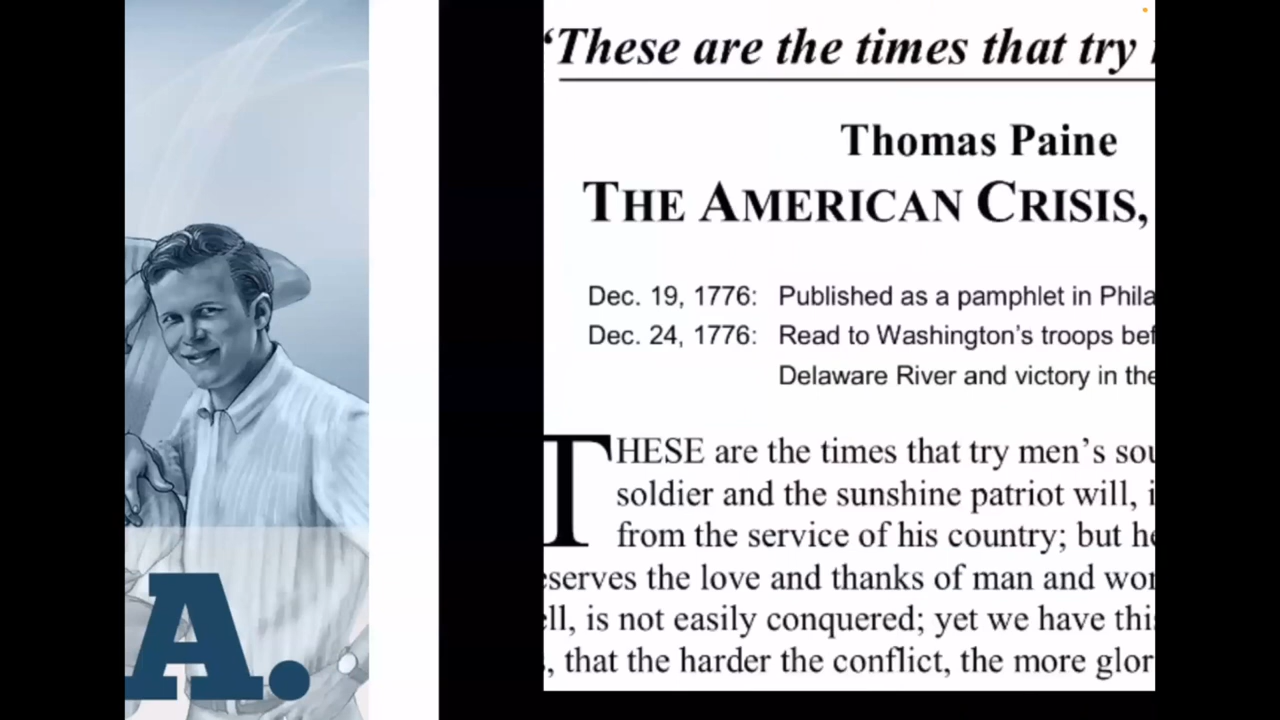 ‘These are the times that try
Thomas Paine
THE AMERICAN CRISIS,
Dec. 19, 1776: Published as a pamphlet in Phila
Dec. 24, 1776: Read to Washington’s troops bef
Delaware River and victory in the
THESE are the times that try men’s sou
soldier and the sunshine patriot will, i
from the service of his country; but he
eserves the love and thanks of man and wor
ell, is not easily conquered; yet we have this
, that the harder the conflict, the more glor
A.